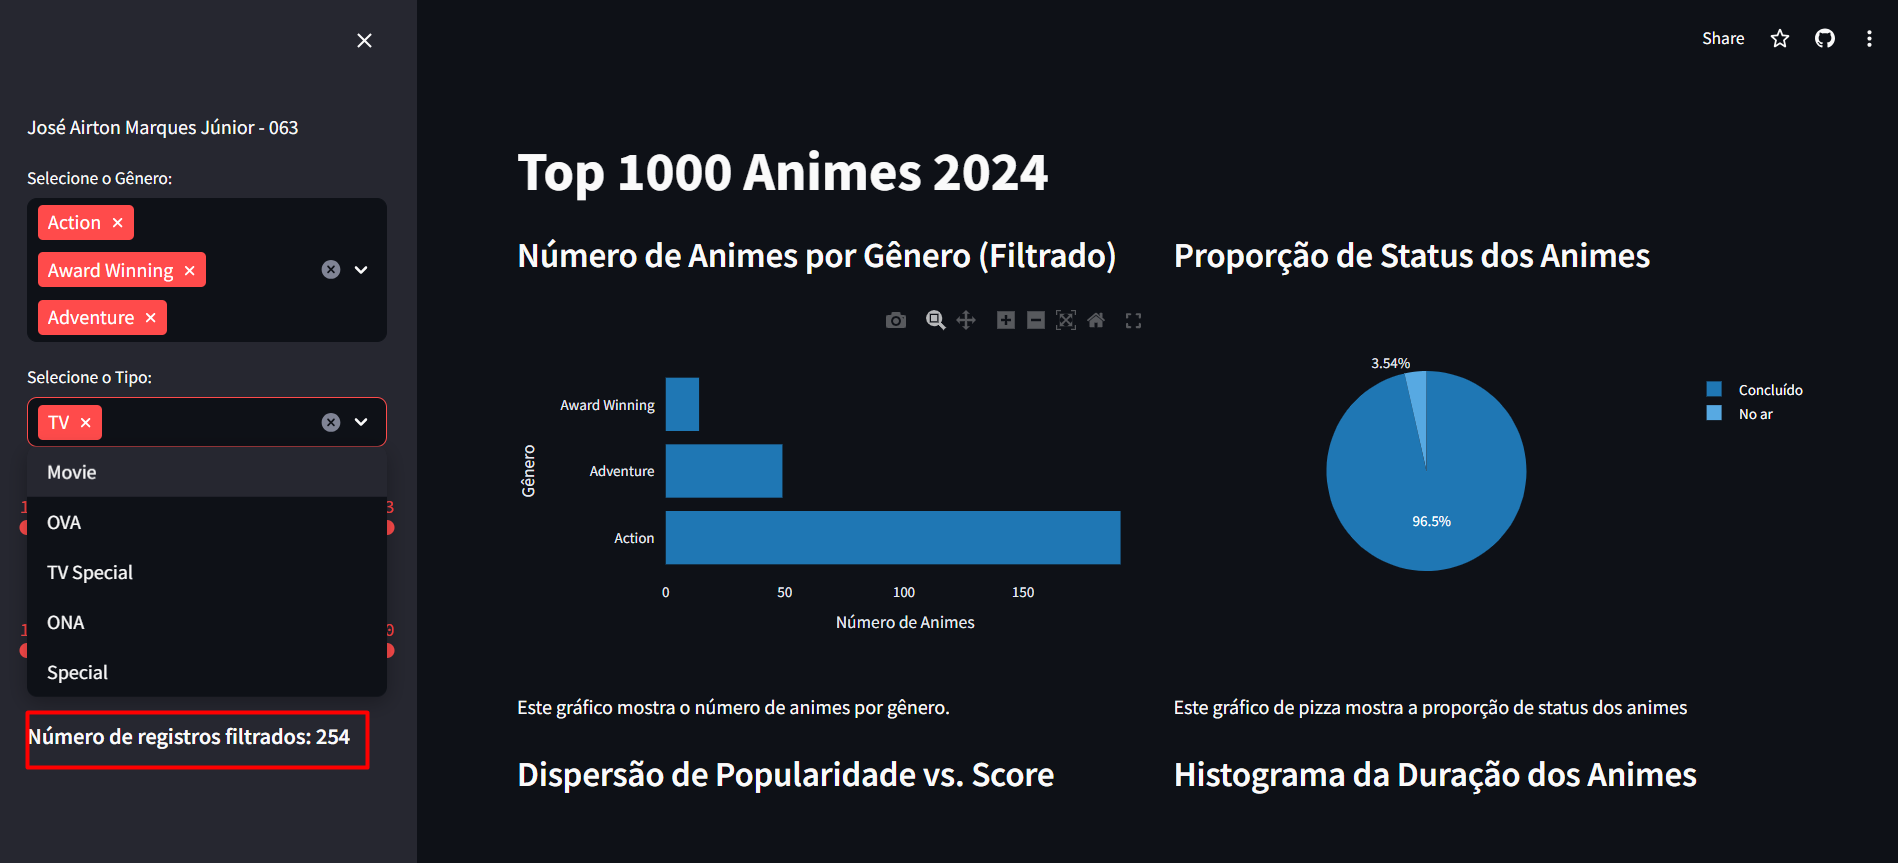 Share
José Airton Marques Júnior - 063
Selecione o Gênero:
Action
Award Winning
Adventure
Selecione o Tipo:
TV
Movie
OVA
TV Special
ONA
Special
1
3
1
0
Número de registros filtrados: 254
Top 1000 Animes 2024
Número de Animes por Gênero (Filtrado)
Award Winning
Adventure
Action
Gênero
0 50 100 150
Número de Animes
Este gráfico mostra o número de animes por gênero.
Dispersão de Popularidade vs. Score
Proporção de Status dos Animes
3.54%
96.5%
Concluído
No ar
Este gráfico de pizza mostra a proporção de status dos animes
Histograma da Duração dos Animes